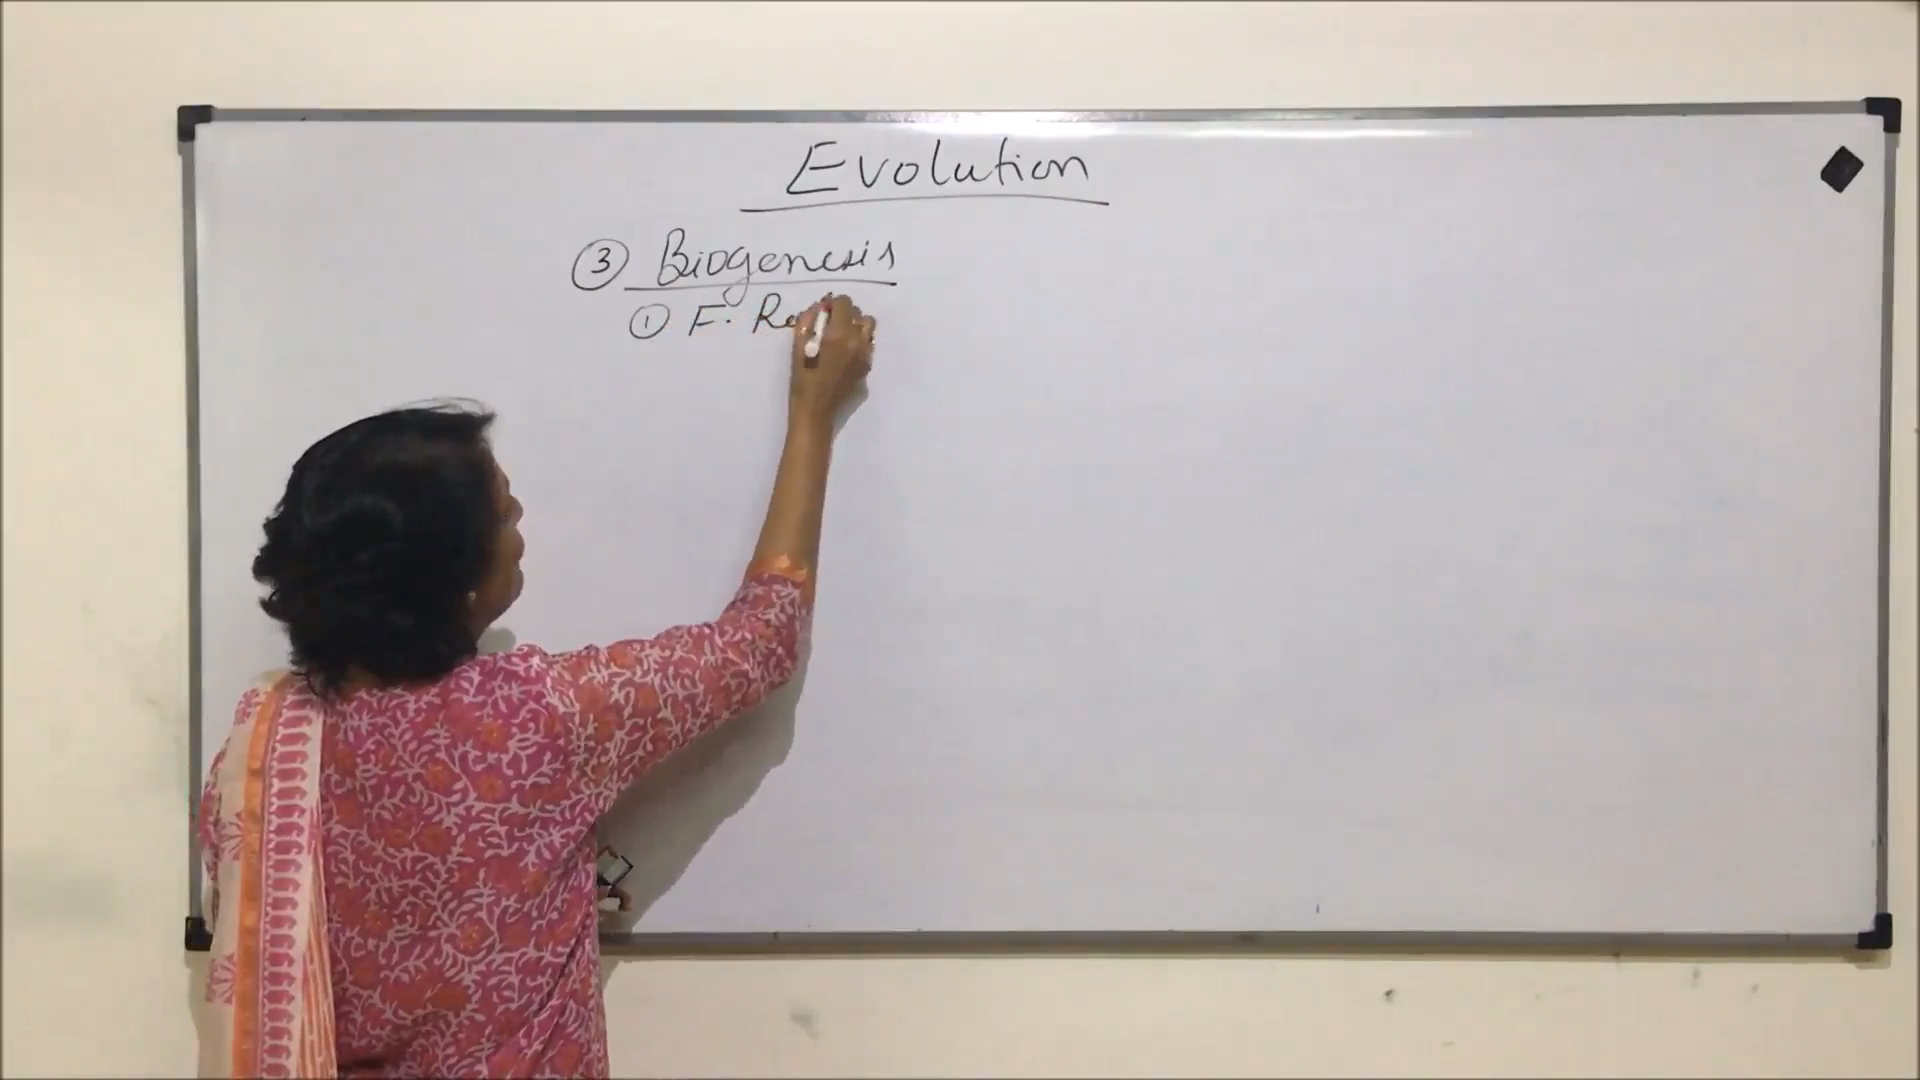 Evolution
③ Biogenesis
① F. Re